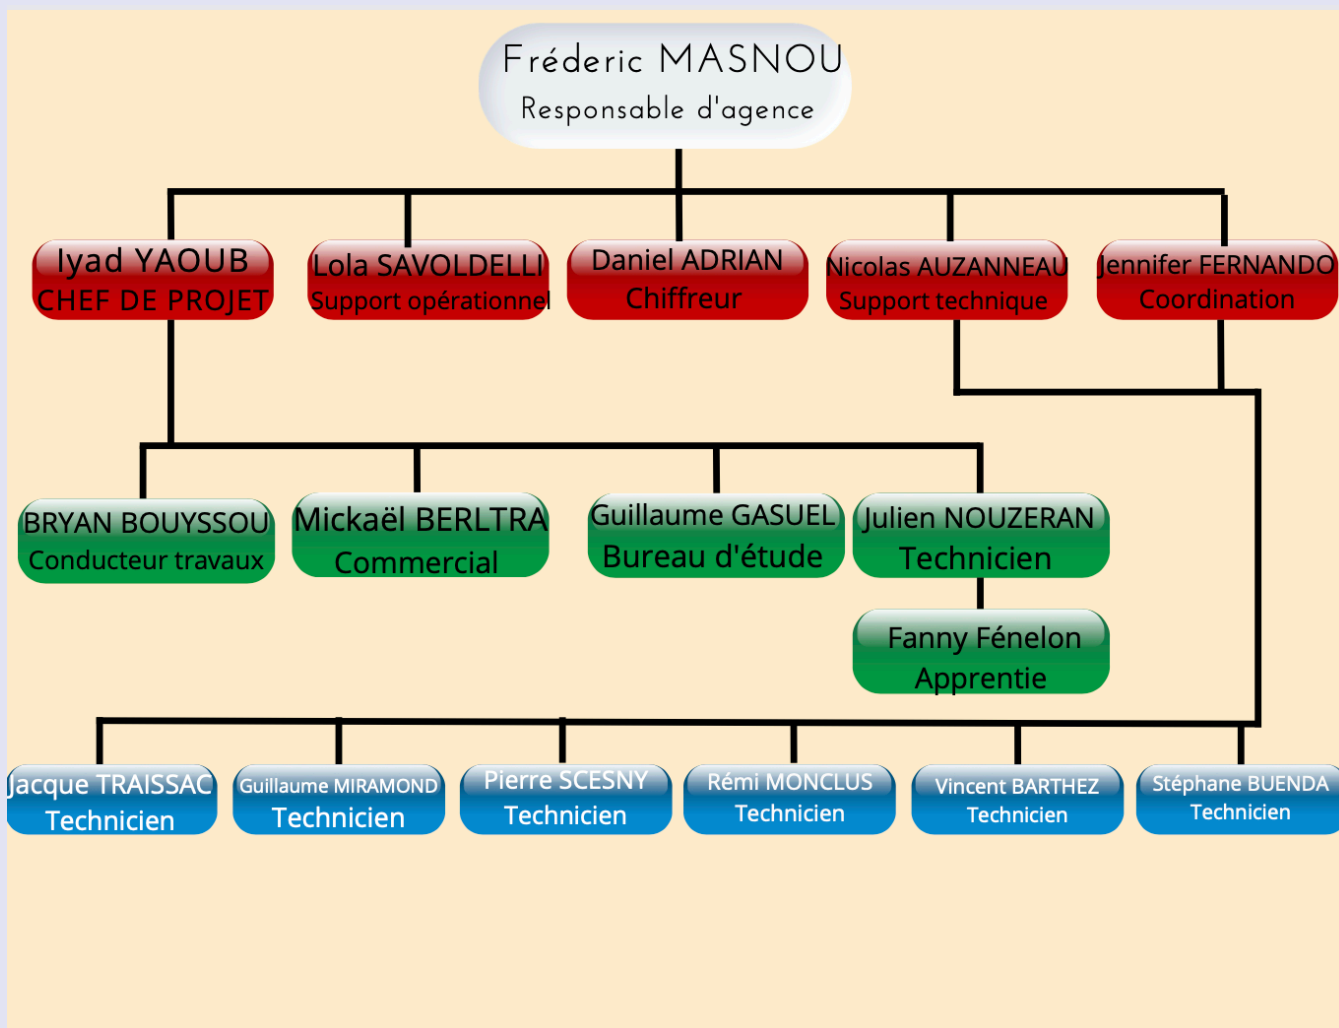 Fréderic MASNOU
Responsable d'agence
Iyad YAOUB
CHEF DE PROJET
Lola SAVOLDELLI
Support opérationnel
Daniel ADRIAN
Chiffreur
Nicolas AUZANNEAU
Support technique
Jennifer FERNANDO
Coordination
BRYAN BOUYSSOU
Conducteur travaux
Mickaël BERLTRA
Commercial
Guillaume GASUEL
Bureau d'étude
Julien NOUZERAN
Technicien
Fanny Fénelon
Apprentie
Jacque TRAISSAC
Technicien
Guillaume MIRAMOND
Technicien
Pierre SCESNY
Technicien
Rémi MONCLUS
Technicien
Vincent BARTHEZ
Technicien
Stéphane BUENDA
Technicien